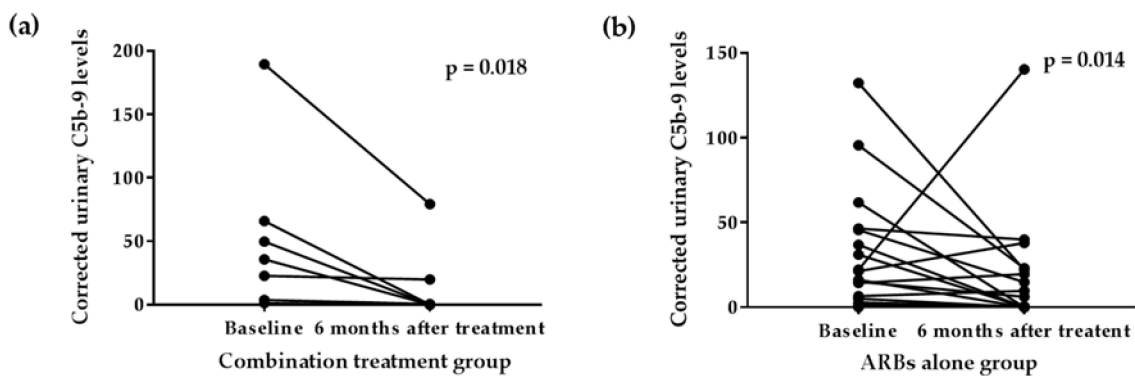 (a)
Corrected urinary C5b-9 levels
200
150
100
50
0
p = 0.018
Baseline 6 months after treatment
Combination treatment group
(b)
Corrected urinary C5b-9 levels
150
100
50
0
p = 0.014
Baseline 6 months after treatent
ARBs alone group